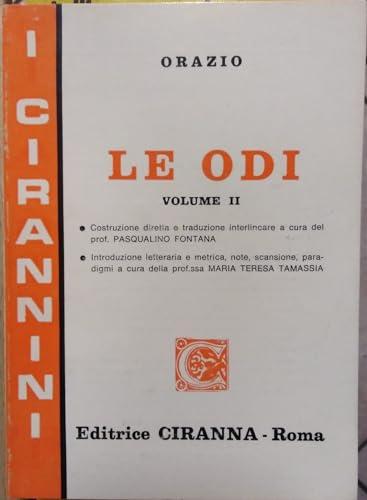 I CIRANNINI
ORAZIO
LE ODI
VOLUME II
Costruzione diretta e traduzione interlineare a cura del
prof. PASQUALINO FONTANA
Introduzione letteraria e metrica, note, scansione, para-
digmi a cura della prof.ssa MARIA TERESA TAMASSIA
Editrice CIRANNA - Roma